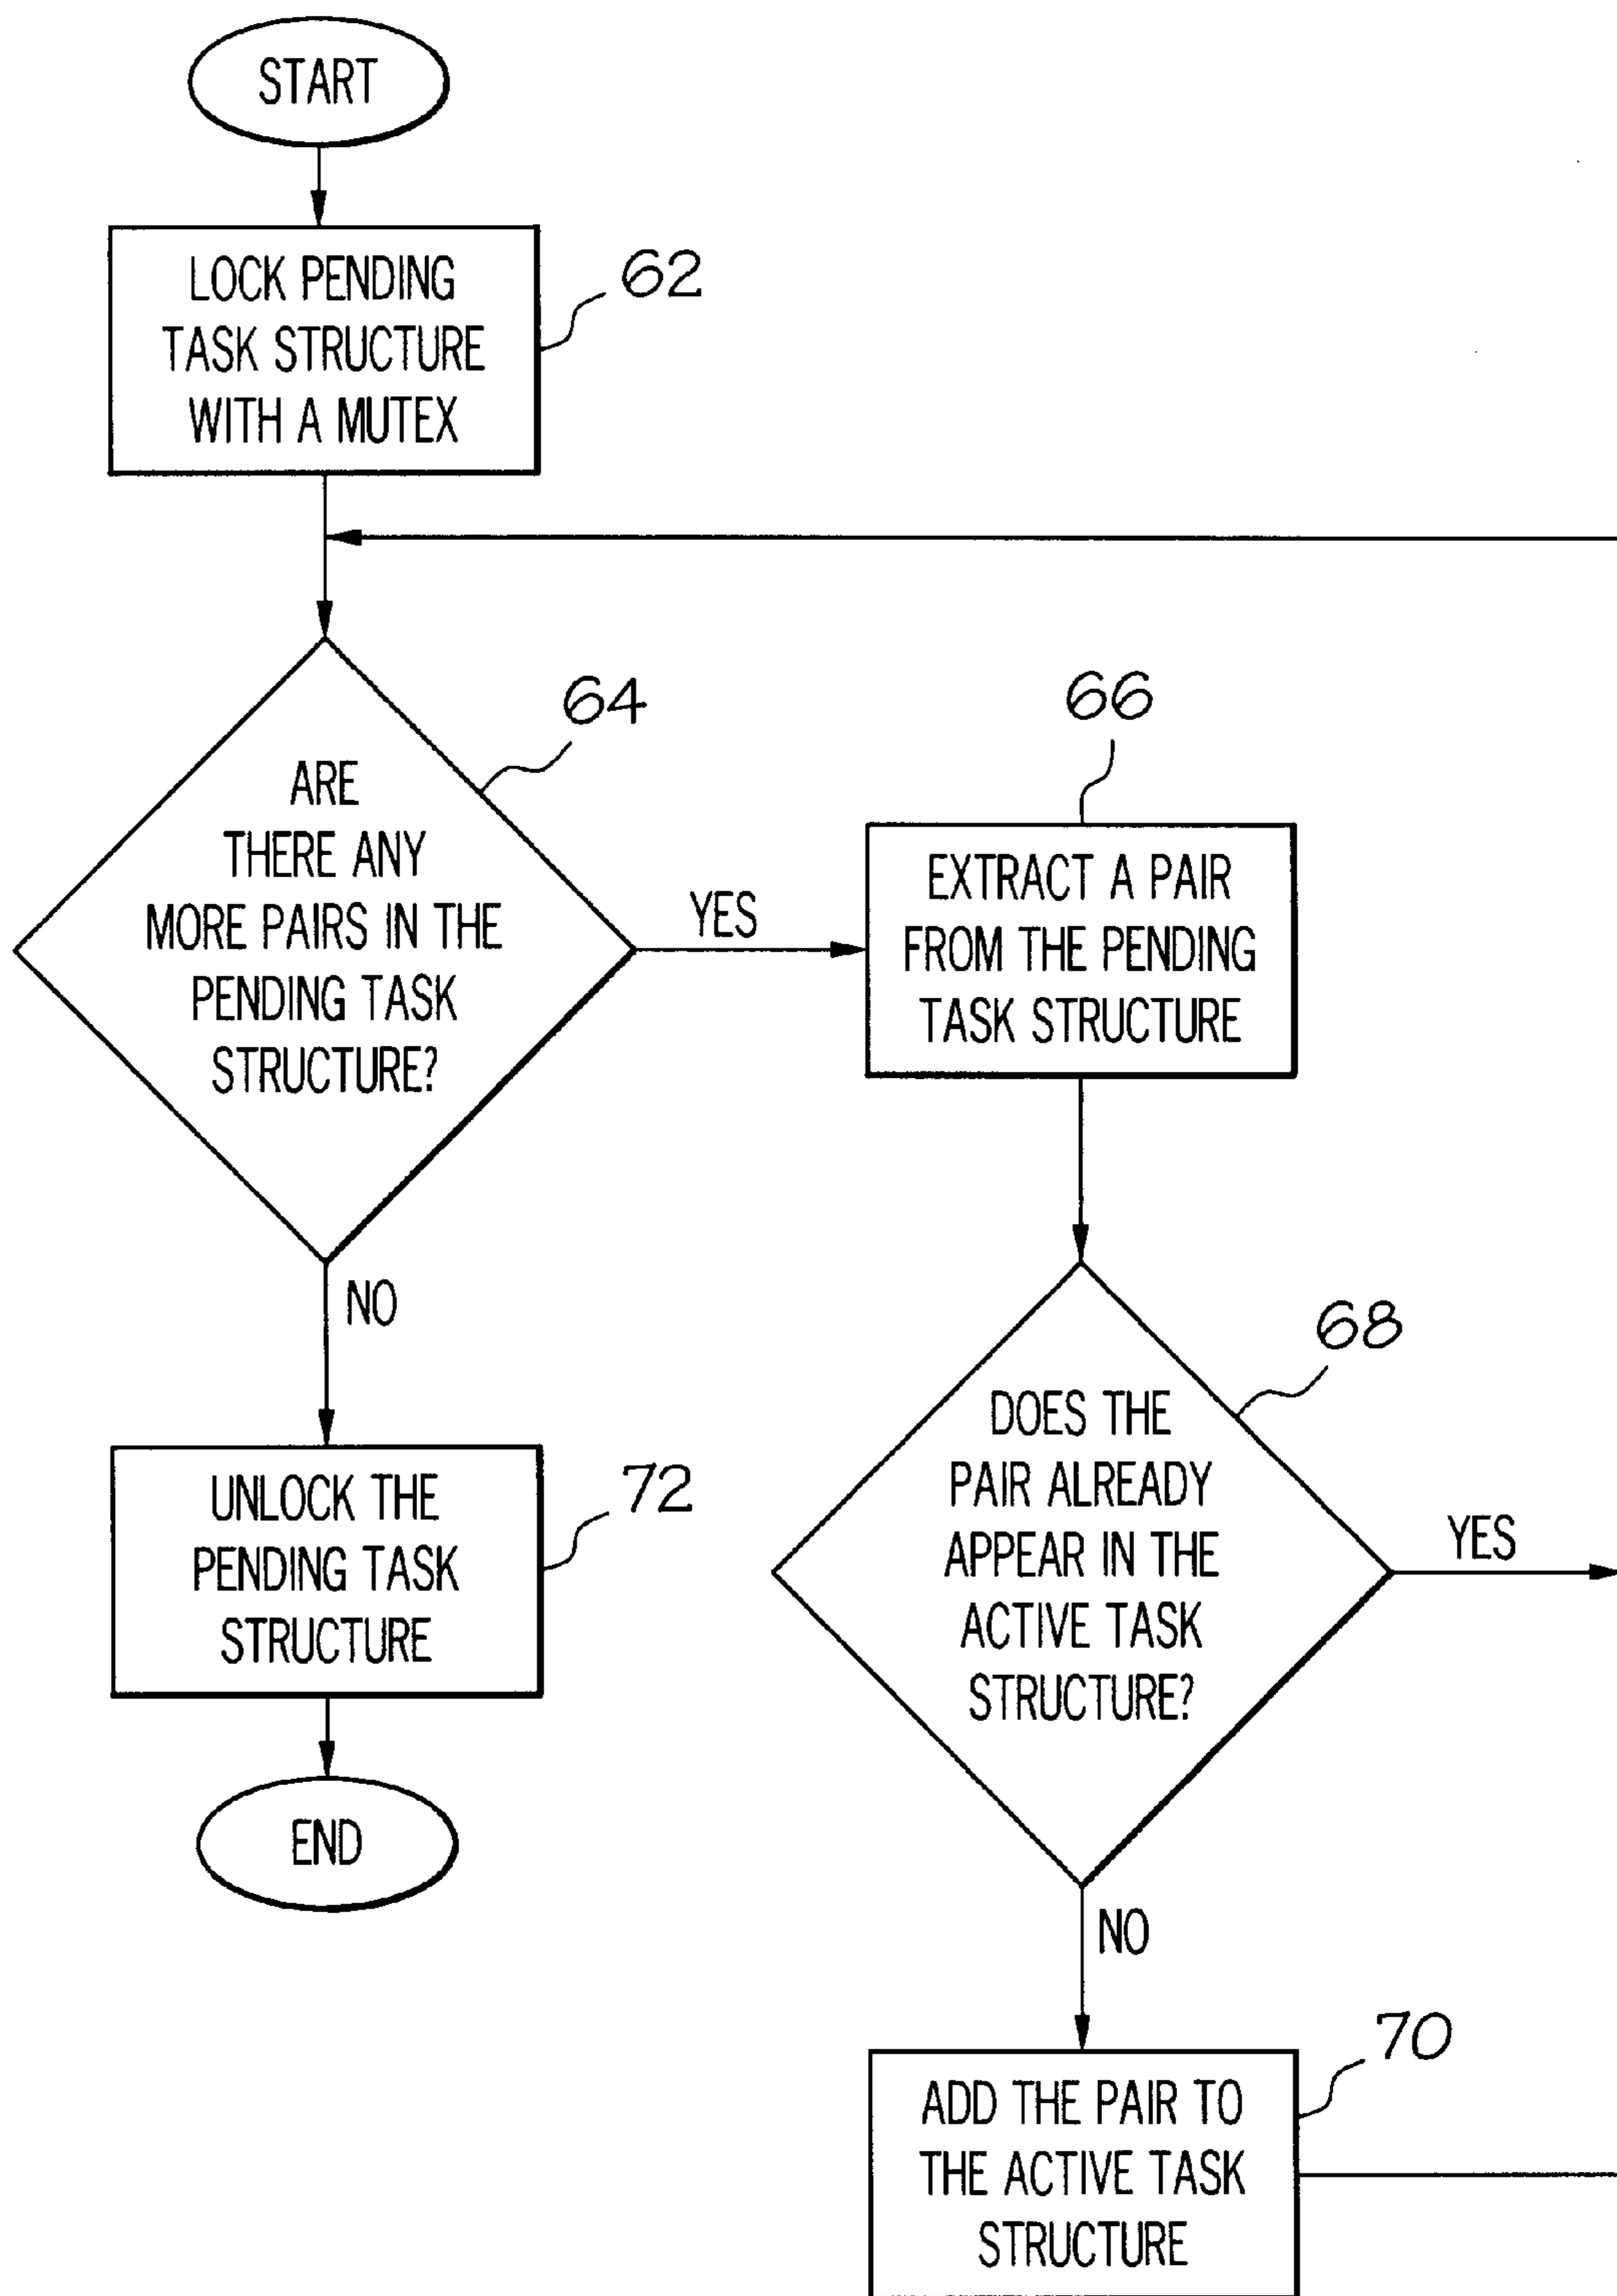 START
LOCK PENDING
TASK STRUCTURE
WITH A MUTEX
62
ARE
THERE ANY
MORE PAIRS IN THE
PENDING TASK
STRUCTURE?
64
YES
66
EXTRACT A PAIR
FROM THE PENDING
TASK STRUCTURE
NO
68
DOES THE
PAIR ALREADY
APPEAR IN THE
ACTIVE TASK
STRUCTURE?
YES
UNLOCK THE
PENDING TASK
STRUCTURE
72
END
NO
70
ADD THE PAIR TO
THE ACTIVE TASK
STRUCTURE